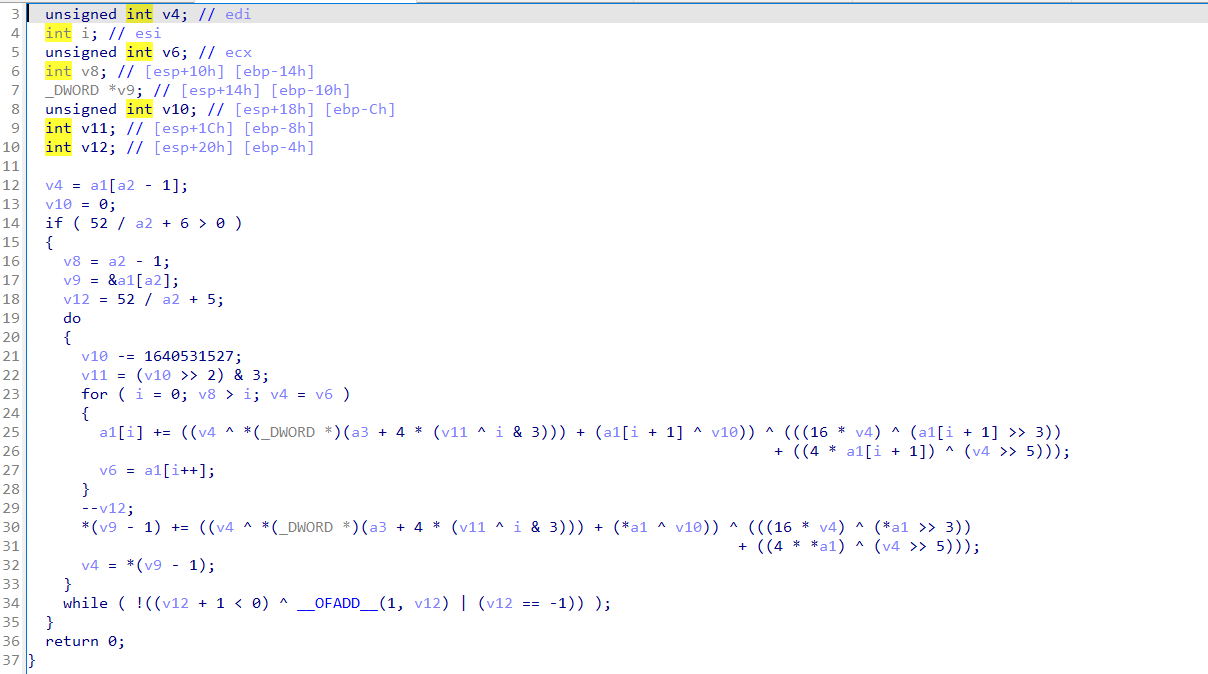 3 unsigned int v4; // edi
4 int i; // esi
5 unsigned int v6; // ecx
6 int v8; // [esp+10h] [ebp-14h]
7 _DWORD *v9; // [esp+14h] [ebp-10h]
8 unsigned int v10; // [esp+18h] [ebp-Ch]
9 int v11; // [esp+1Ch] [ebp-8h]
10 int v12; // [esp+20h] [ebp-4h]
11
12 v4 = a1[a2 - 1];
13 v10 = 0;
14 if ( 52 / a2 + 6 > 0 )
15 {
16 v8 = a2 - 1;
17 v9 = &a1[a2];
18 v12 = 52 / a2 + 5;
19 do
20 {
21 v10 -= 1640531527;
22 v11 = (v10 >> 2) & 3;
23 for ( i = 0; v8 > i; v4 = v6 )
24 {
25 a1[i] += ((v4 ^ *(_DWORD *)(a3 + 4 * (v11 ^ i & 3))) + (a1[i + 1] ^ v10)) ^ (((16 * v4) ^ (a1[i + 1] >> 3))
26 + ((4 * a1[i + 1]) ^ (v4 >> 5)));
27 v6 = a1[i++];
28 }
29 --v12;
30 *(v9 - 1) += ((v4 ^ *(_DWORD *)(a3 + 4 * (v11 ^ i & 3))) + (*a1 ^ v10)) ^ (((16 * v4) ^ (*a1 >> 3))
31 + ((4 * *a1) ^ (v4 >> 5)));
32 v4 = *(v9 - 1);
33 }
34 while ( !((v12 + 1 < 0) ^ __OFADD__(1, v12) | (v12 == -1)) );
35 }
36 return 0;
37 }